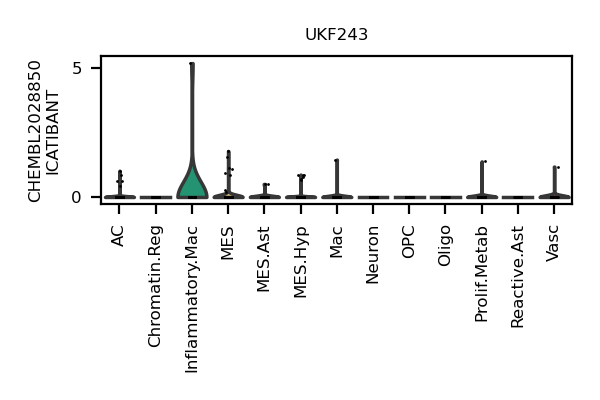 UKF243
CHEMBL2028850
ICATIBANT
5
0
AC
Chromatin.Reg
Inflammatory.Mac
MES
MES.Ast
MES.Hyp
Mac
Neuron
OPC
Oligo
Prolif.Metab
Reactive.Ast
Vasc